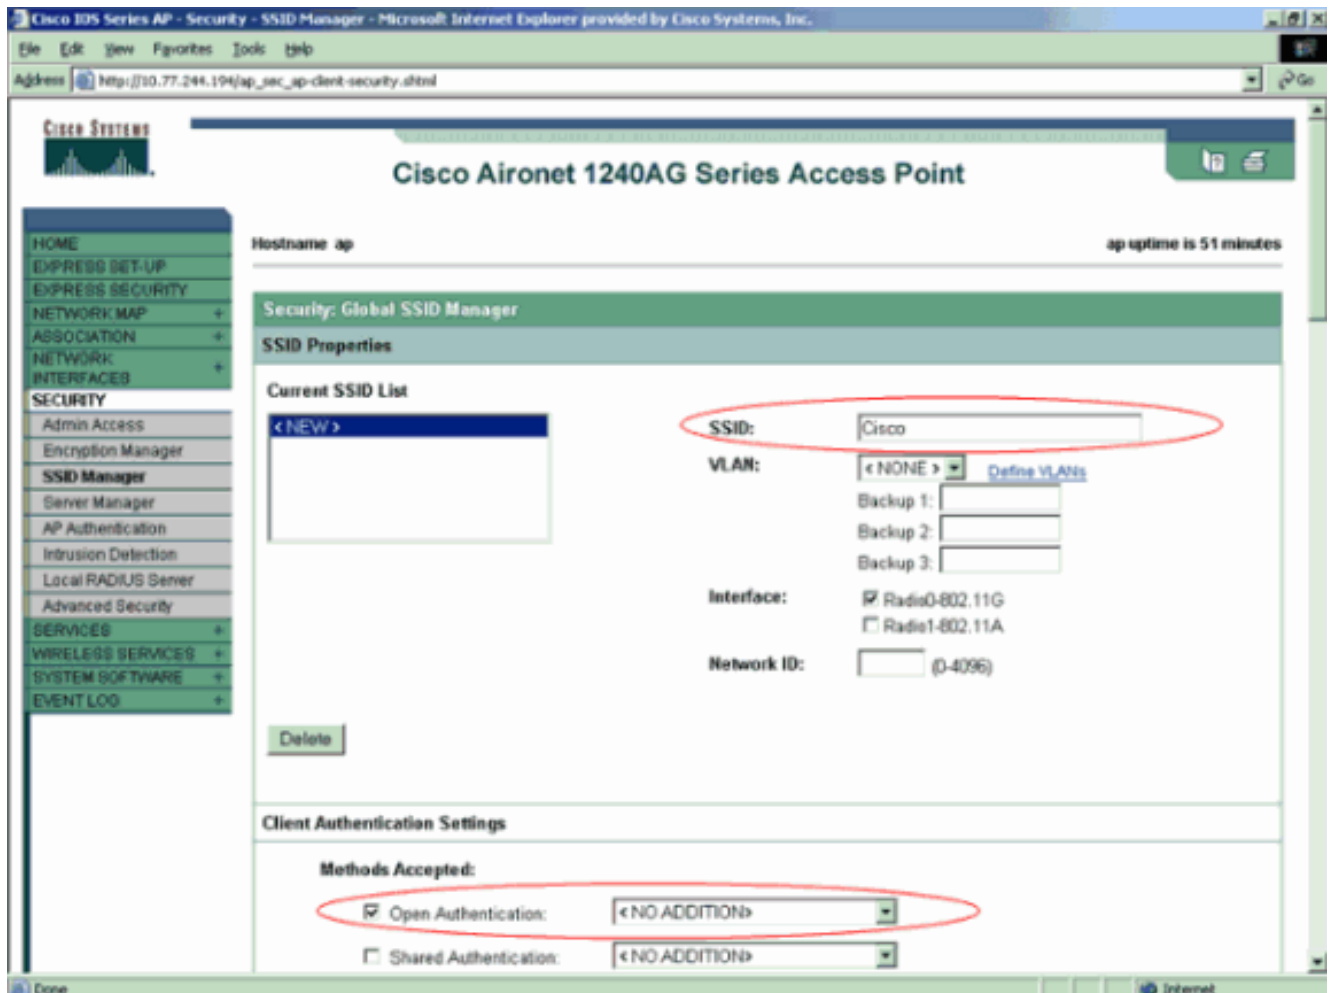 Cisco IOS Series AP - Security - SSID Manager - Microsoft Internet Explorer provided by Cisco Systems, Inc.
File Edit View Favorites Tools Help
Address http://10.77.244.194/ap_sec_ap-client-security.shtml Go
CISCO SYSTEMS
Cisco Aironet 1240AG Series Access Point
HOME
EXPRESS SET-UP
EXPRESS SECURITY
NETWORK MAP +
ASSOCIATION +
NETWORK INTERFACES +
SECURITY
Admin Access
Encryption Manager
SSID Manager
Server Manager
AP Authentication
Intrusion Detection
Local RADIUS Server
Advanced Security
SERVICES +
WIRELESS SERVICES +
SYSTEM SOFTWARE +
EVENT LOG +
Hostname ap
ap uptime is 51 minutes
Security: Global SSID Manager
SSID Properties
Current SSID List
< NEW >
SSID: Cisco
VLAN: < NONE > Define VLANs
Backup 1:
Backup 2:
Backup 3:
Interface: Radio0-802.11G
Radio1-802.11A
Network ID: (0-4096)
Delete
Client Authentication Settings
Methods Accepted:
Open Authentication: < NO ADDITION>
Shared Authentication: < NO ADDITION>
Done
Internet